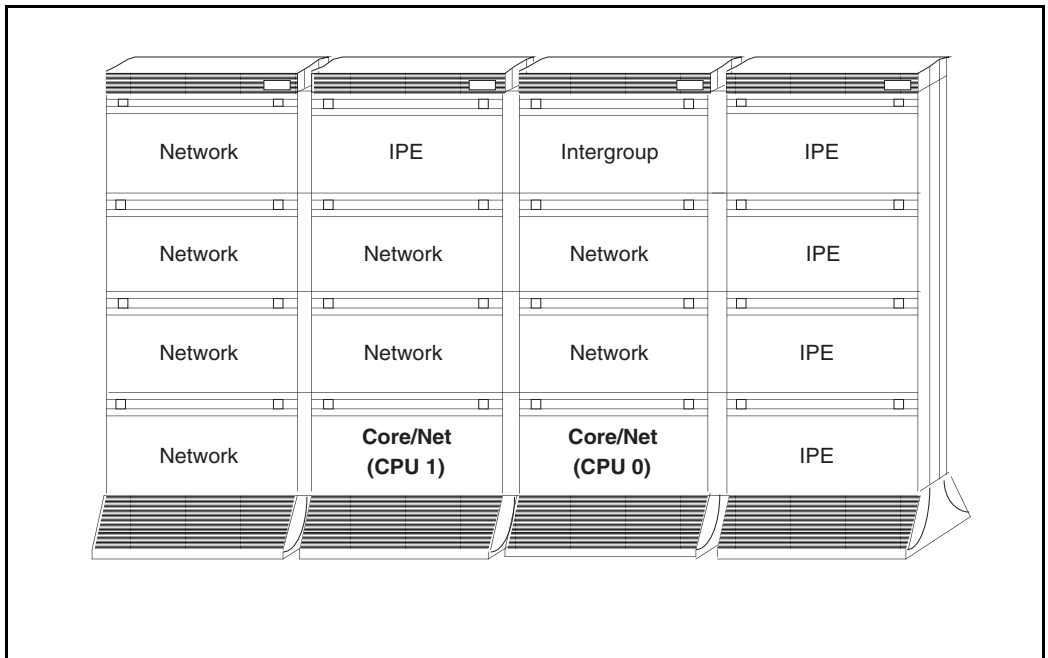 Network
IPE
Intergroup
IPE
Network
Network
Network
IPE
Network
Network
Network
IPE
Network
Core/Net
(CPU 1)
Core/Net
(CPU 0)
IPE